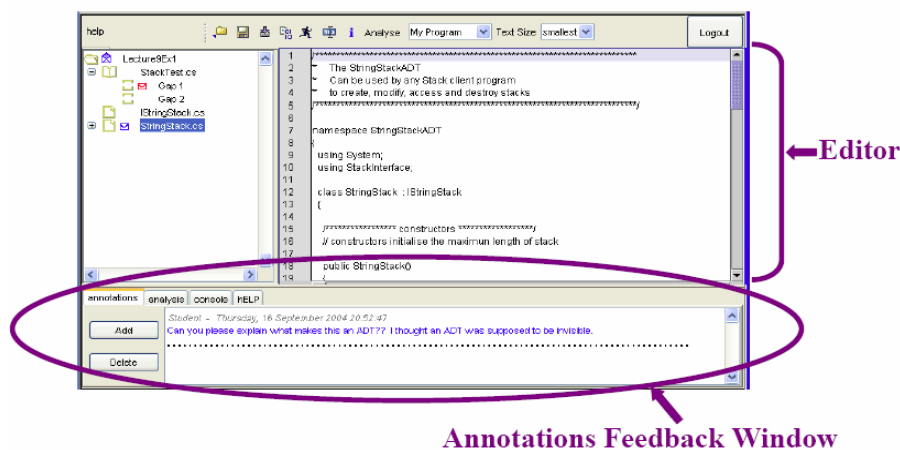 help Analyse My Program Text Size smallest Logout
Lecture9Ex1
StackTest.cs
Gap 1
Gap 2
IStringStack.cs
StringStack.cs
1 /******************************************************************************
2 * The StringStackADT
3 * Can be used by any Stack client program
4 * to create, modify, access and destroy stacks
5 /******************************************************************************/
6
7 namespace StringStackADT
8 {
9 using System;
10 using StackInterface;
11
12 class StringStack : IStringStack
13 {
14
15 /****************** constructors *******************/
16 // constructors initialise the maximun length of stack
17
18 public StringStack()
19 {
Editor
annotations analysis console hELP
Add
Delete
Student - Thursday, 16 September 2004 20:52:47
Can you please explain what makes this an ADT?? I thought an ADT was supposed to be invisible.
Annotations Feedback Window